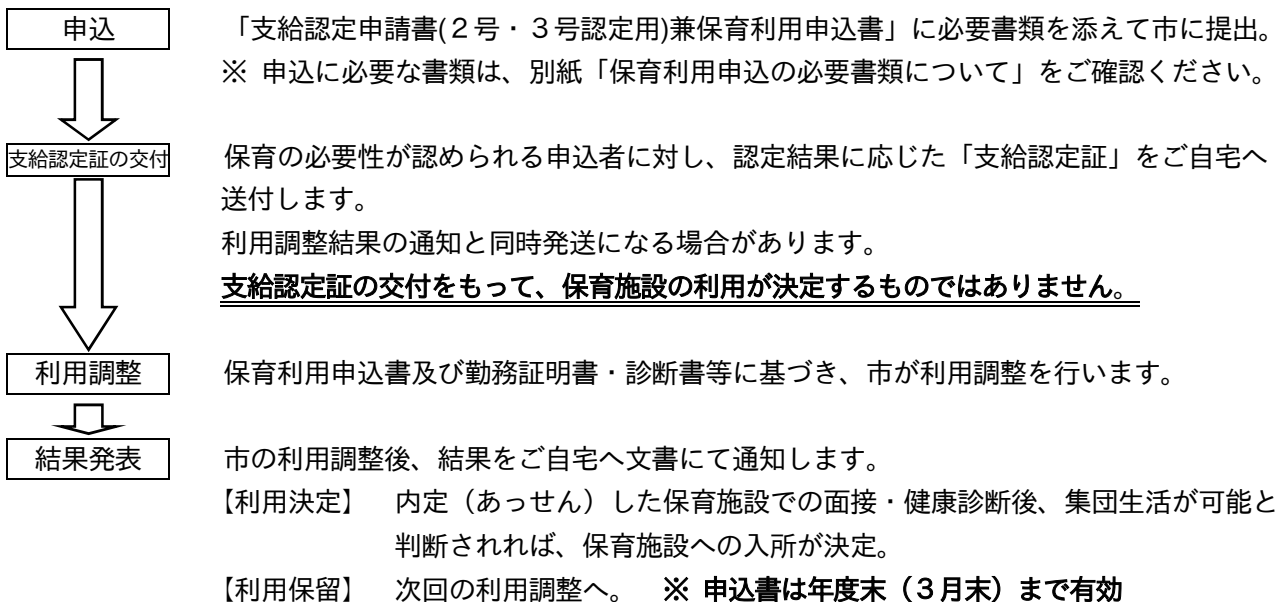 申込 「支給認定申請書(２号・３号認定用)兼保育利用申込書」に必要書類を添えて市に提出。
※ 申込に必要な書類は、別紙「保育利用申込の必要書類について」をご確認ください。
支給認定証の交付 保育の必要性が認められる申込者に対し、認定結果に応じた「支給認定証」をご自宅へ
送付します。
利用調整結果の通知と同時発送になる場合があります。
支給認定証の交付をもって、保育施設の利用が決定するものではありません。
利用調整 保育利用申込書及び勤務証明書・診断書等に基づき、市が利用調整を行います。
結果発表 市の利用調整後、結果をご自宅へ文書にて通知します。
【利用決定】 内定（あっせん）した保育施設での面接・健康診断後、集団生活が可能と
判断されれば、保育施設への入所が決定。
【利用保留】 次回の利用調整へ。 ※ 申込書は年度末（３月末）まで有効